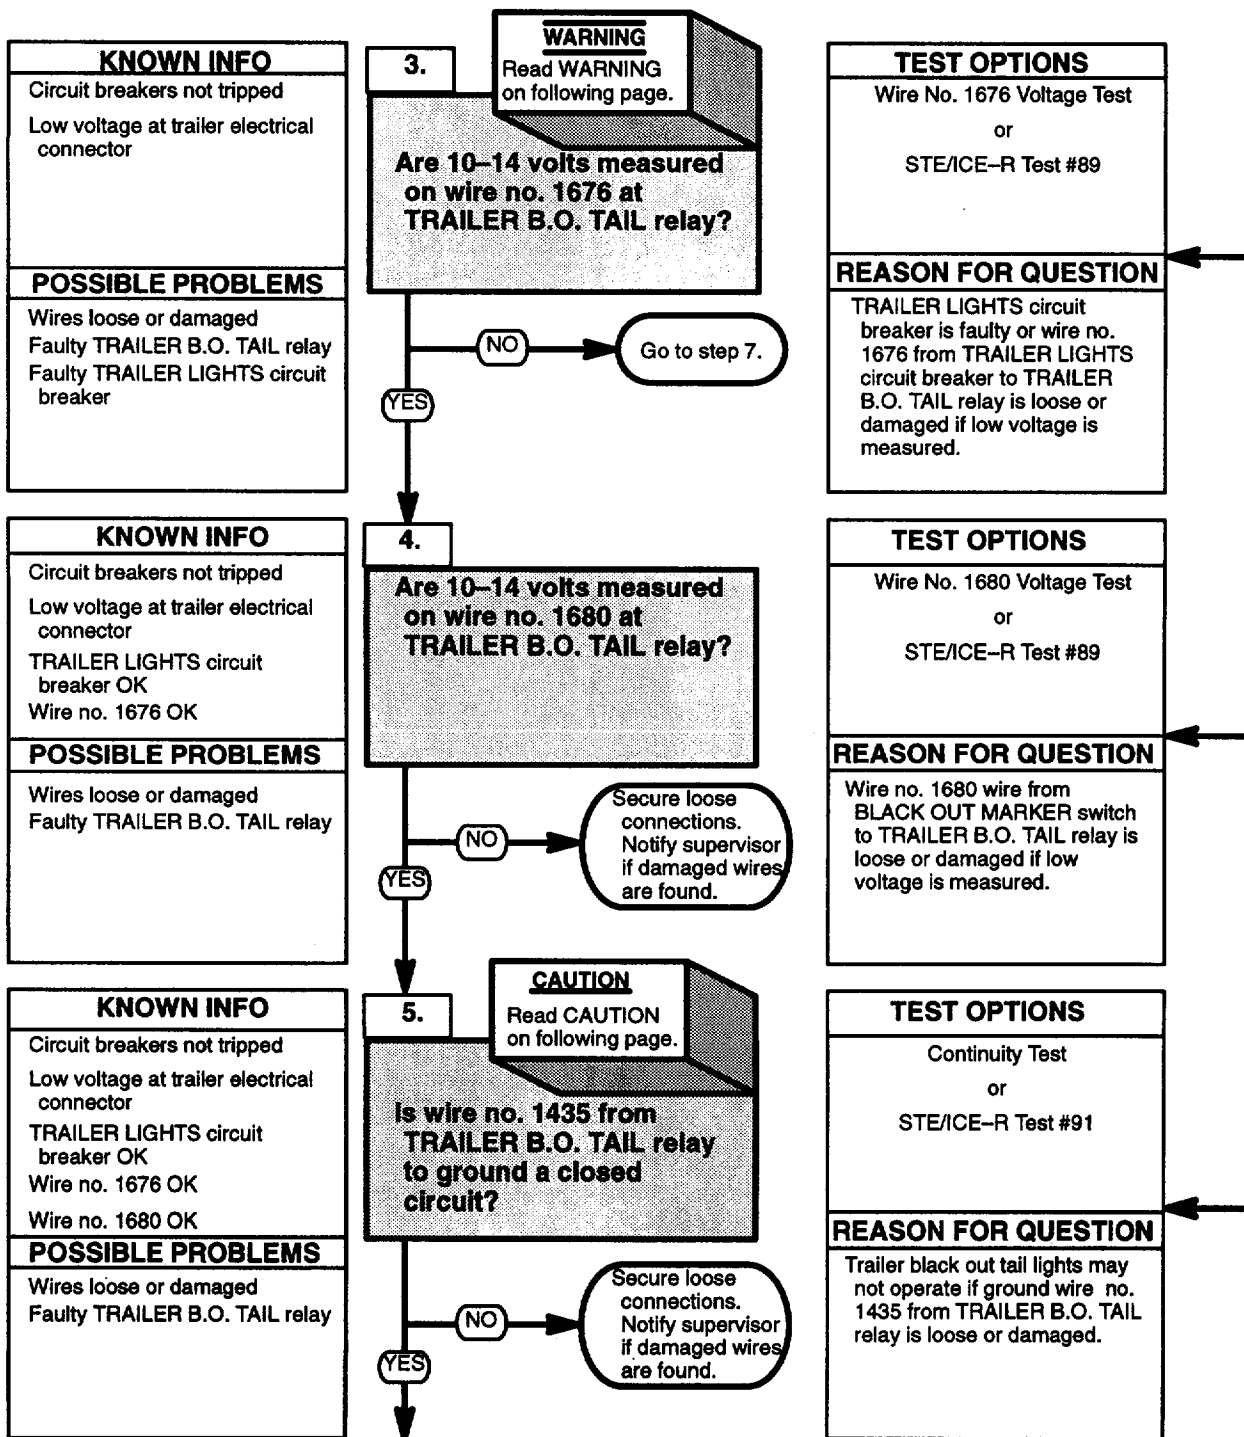 KNOWN INFO
Circuit breakers not tripped
Low voltage at trailer electrical
connector
POSSIBLE PROBLEMS
Wires loose or damaged
Faulty TRAILER B.O. TAIL relay
Faulty TRAILER LIGHTS circuit
breaker
3.
WARNING
Read WARNING
on following page.
Are 10–14 volts measured
on wire no. 1676 at
TRAILER B.O. TAIL relay?
NO
Go to step 7.
YES
TEST OPTIONS
Wire No. 1676 Voltage Test
or
STE/ICE–R Test #89
REASON FOR QUESTION
TRAILER LIGHTS circuit
breaker is faulty or wire no.
1676 from TRAILER LIGHTS
circuit breaker to TRAILER
B.O. TAIL relay is loose or
damaged if low voltage is
measured.
KNOWN INFO
Circuit breakers not tripped
Low voltage at trailer electrical
connector
TRAILER LIGHTS circuit
breaker OK
Wire no. 1676 OK
POSSIBLE PROBLEMS
Wires loose or damaged
Faulty TRAILER B.O. TAIL relay
4.
Are 10–14 volts measured
on wire no. 1680 at
TRAILER B.O. TAIL relay?
NO
Secure loose
connections.
Notify supervisor
if damaged wires
are found.
YES
TEST OPTIONS
Wire No. 1680 Voltage Test
or
STE/ICE–R Test #89
REASON FOR QUESTION
Wire no. 1680 wire from
BLACK OUT MARKER switch
to TRAILER B.O. TAIL relay is
loose or damaged if low
voltage is measured.
KNOWN INFO
Circuit breakers not tripped
Low voltage at trailer electrical
connector
TRAILER LIGHTS circuit
breaker OK
Wire no. 1676 OK
Wire no. 1680 OK
POSSIBLE PROBLEMS
Wires loose or damaged
Faulty TRAILER B.O. TAIL relay
5.
CAUTION
Read CAUTION
on following page.
Is wire no. 1435 from
TRAILER B.O. TAIL relay
to ground a closed
circuit?
NO
Secure loose
connections.
Notify supervisor
if damaged wires
are found.
YES
TEST OPTIONS
Continuity Test
or
STE/ICE–R Test #91
REASON FOR QUESTION
Trailer black out tail lights may
not operate if ground wire no.
1435 from TRAILER B.O. TAIL
relay is loose or damaged.